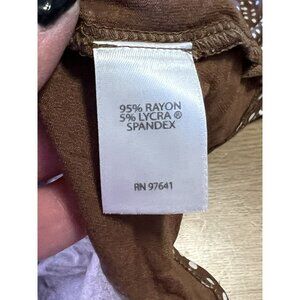 95% RAYON
5% LYCRA ®
SPANDEX
RN 97641